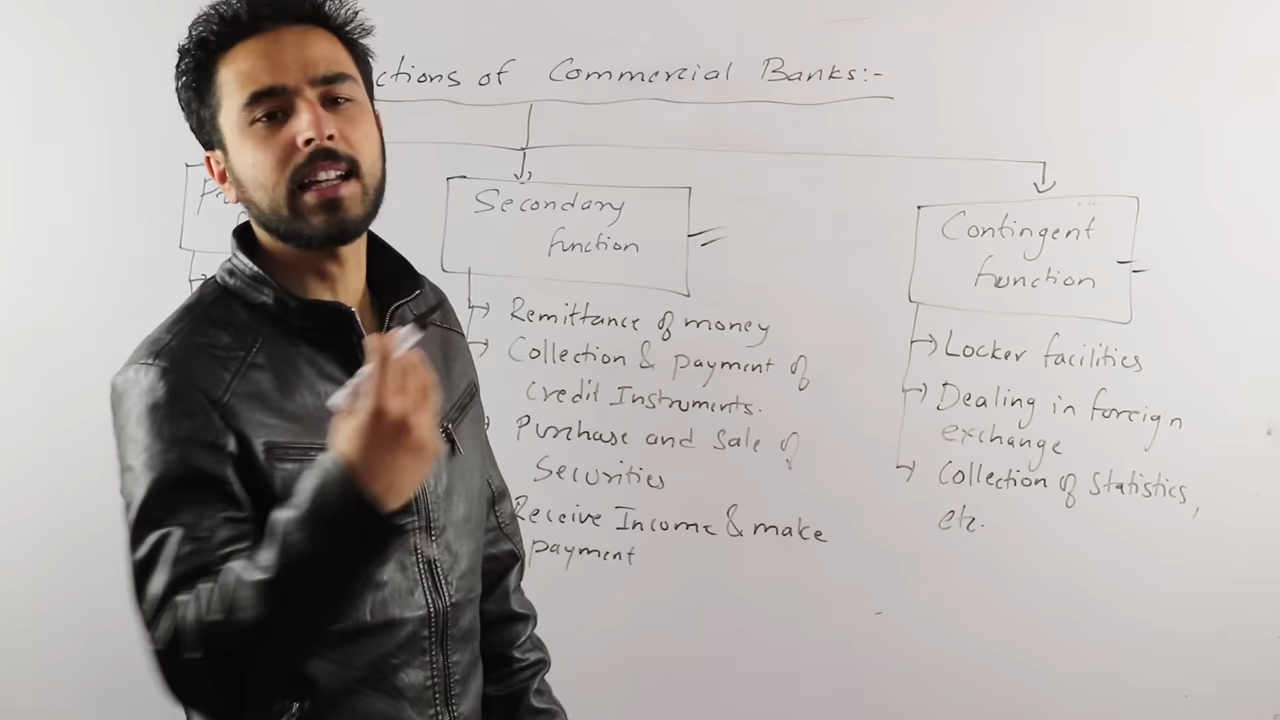 ctions of Commercial Banks:-
Secondary
function
Remittance of money
Collection & payment of
Credit Instruments.
Purchase and Sale of
Securities
Receive Income & make
payment
Contingent
function
Locker facilities
Dealing in foreign
exchange
Collection of Statistics,
etc.